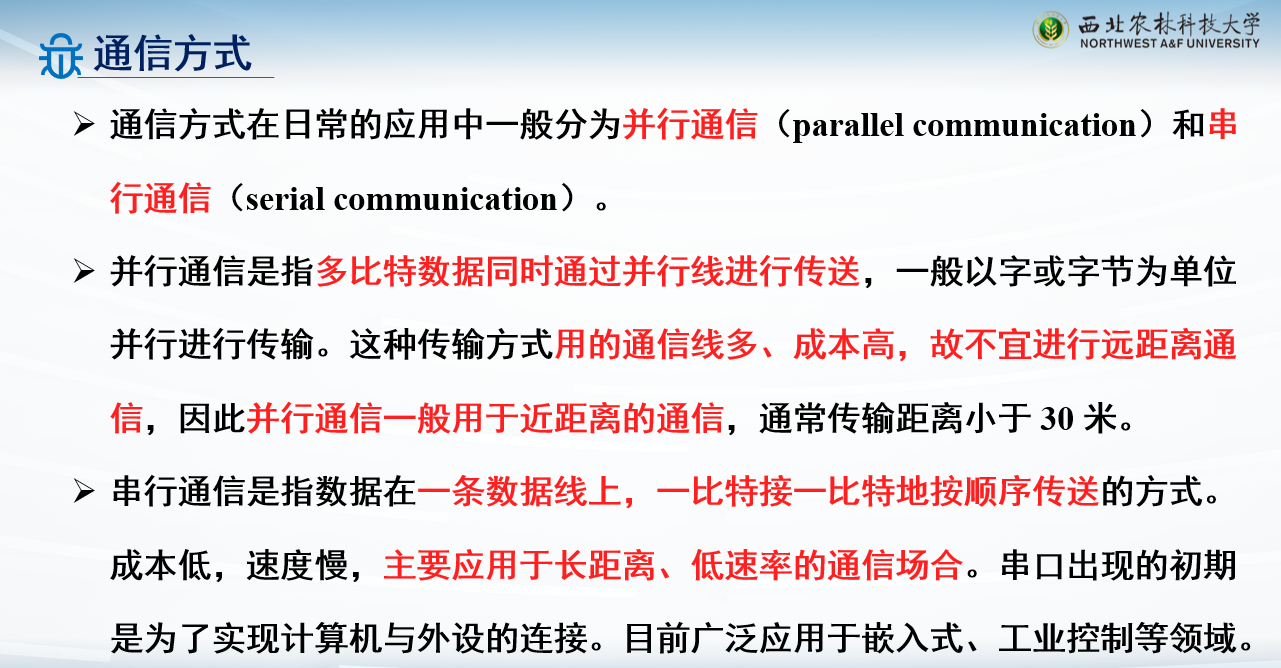 通信方式
西北农林科技大学
NORTHWEST A&F UNIVERSITY
通信方式在日常的应用中一般分为并行通信（parallel communication）和串
行通信（serial communication）。
并行通信是指多比特数据同时通过并行线进行传送，一般以字或字节为单位
并行进行传输。这种传输方式用的通信线多、成本高，故不宜进行远距离通
信，因此并行通信一般用于近距离的通信，通常传输距离小于 30 米。
串行通信是指数据在一条数据线上，一比特接一比特地按顺序传送的方式。
成本低，速度慢，主要应用于长距离、低速率的通信场合。串口出现的初期
是为了实现计算机与外设的连接。目前广泛应用于嵌入式、工业控制等领域。